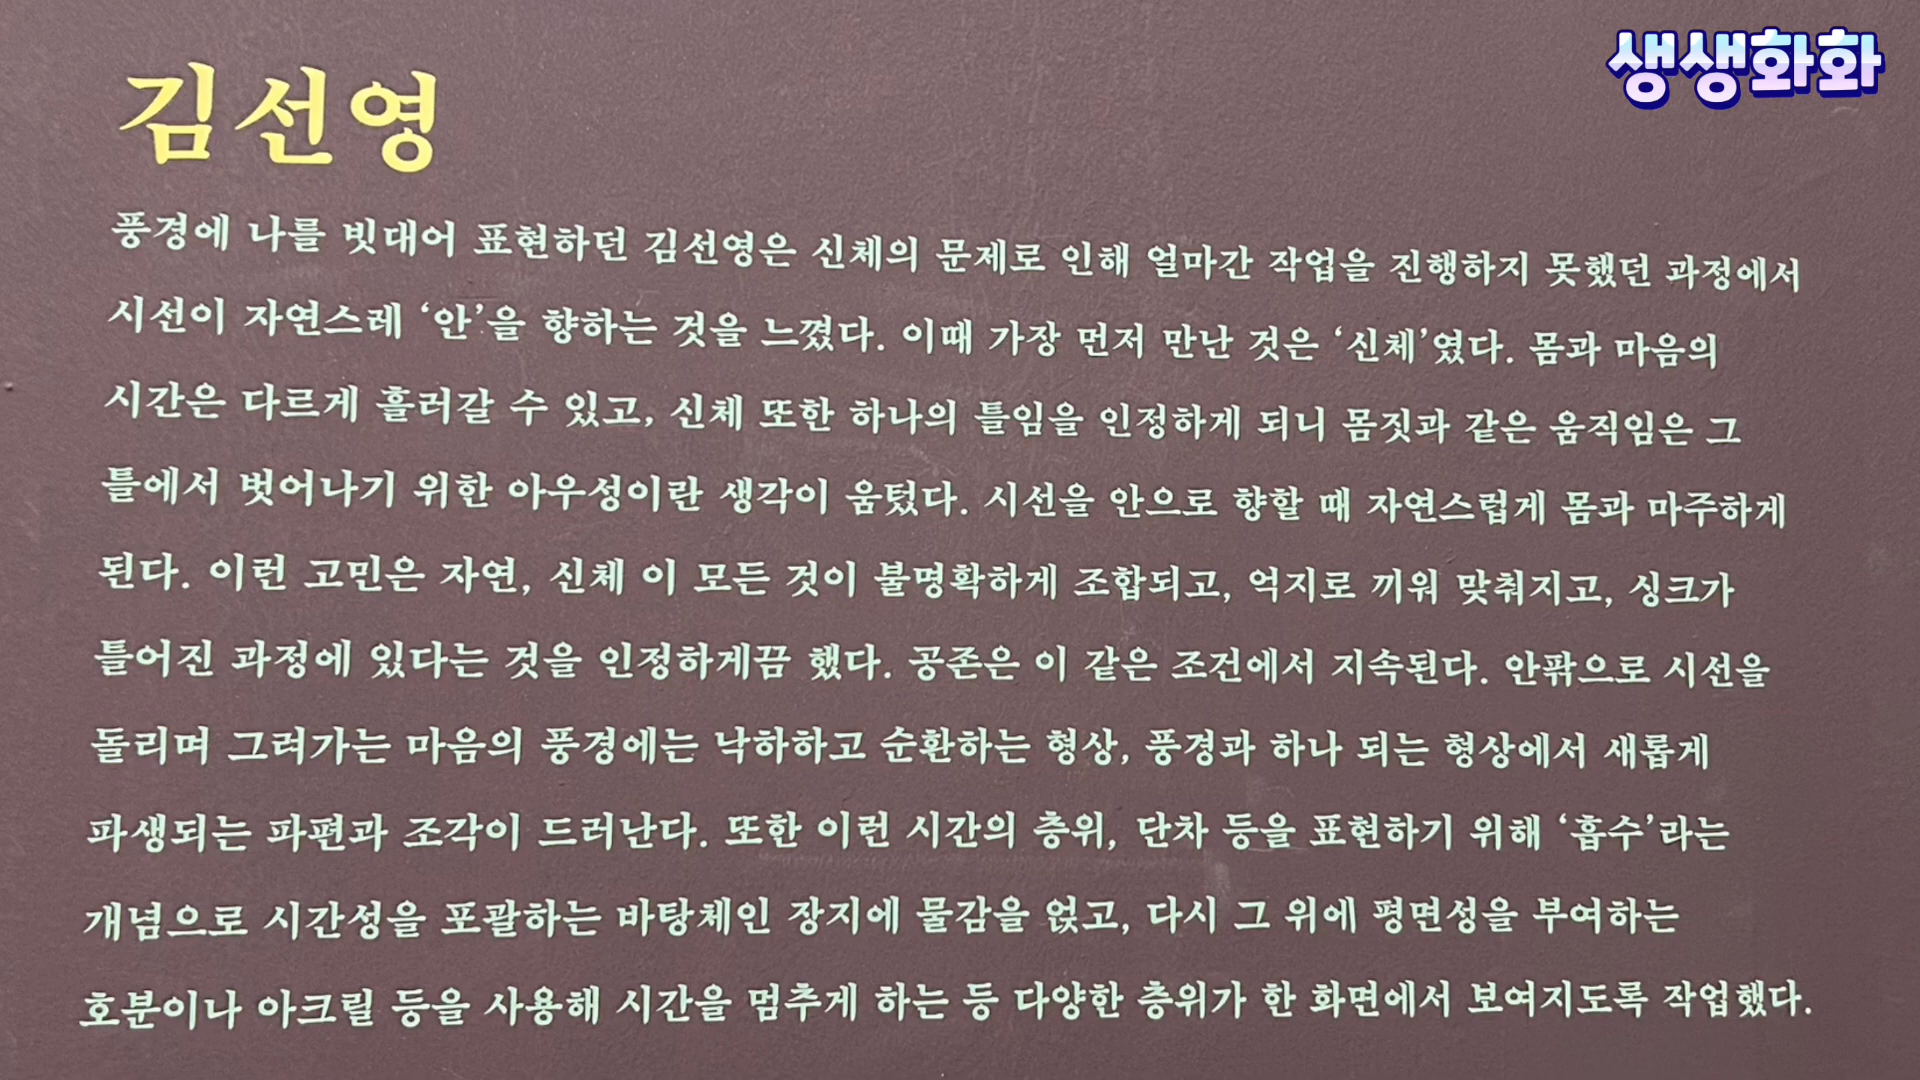 생생화화
김선영
풍경에 나를 빗대어 표현하던 김선영은 신체의 문제로 인해 얼마간 작업을 진행하지 못했던 과정에서
시선이 자연스레 ‘안’을 향하는 것을 느꼈다. 이때 가장 먼저 만난 것은 ‘신체’였다. 몸과 마음의
시간은 다르게 흘러갈 수 있고, 신체 또한 하나의 틀임을 인정하게 되니 몸짓과 같은 움직임은 그
틀에서 벗어나기 위한 아우성이란 생각이 움텄다. 시선을 안으로 향할 때 자연스럽게 몸과 마주하게
된다. 이런 고민은 자연, 신체 이 모든 것이 불명확하게 조합되고, 억지로 끼워 맞춰지고, 싱크가
틀어진 과정에 있다는 것을 인정하게끔 했다. 공존은 이 같은 조건에서 지속된다. 안팎으로 시선을
돌리며 그려가는 마음의 풍경에는 낙하하고 순환하는 형상, 풍경과 하나 되는 형상에서 새롭게
파생되는 파편과 조각이 드러난다. 또한 이런 시간의 층위, 단차 등을 표현하기 위해 ‘흡수’라는
개념으로 시간성을 포괄하는 바탕체인 장지에 물감을 얹고, 다시 그 위에 평면성을 부여하는
호분이나 아크릴 등을 사용해 시간을 멈추게 하는 등 다양한 층위가 한 화면에서 보여지도록 작업했다.